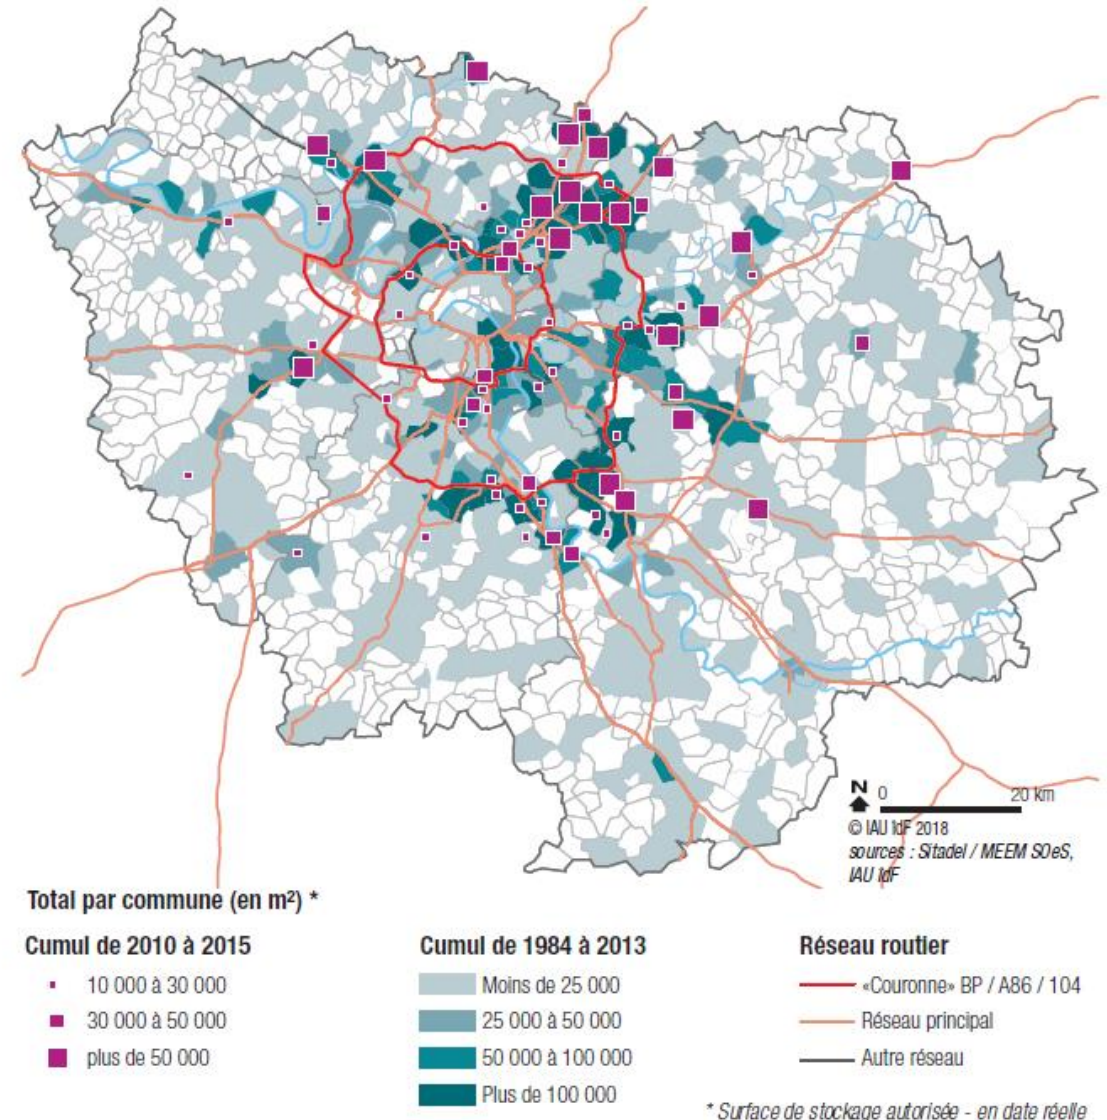 N
0 20 km
© IAU IdF 2018
sources : Sitadel / MEEM SOeS,
IAU IdF
Total par commune (en m²) *
Cumul de 2010 à 2015
10 000 à 30 000
30 000 à 50 000
plus de 50 000
Cumul de 1984 à 2013
Moins de 25 000
25 000 à 50 000
50 000 à 100 000
Plus de 100 000
Réseau routier
«Couronne» BP / A86 / 104
Réseau principal
Autre réseau
* Surface de stockage autorisée - en date réelle